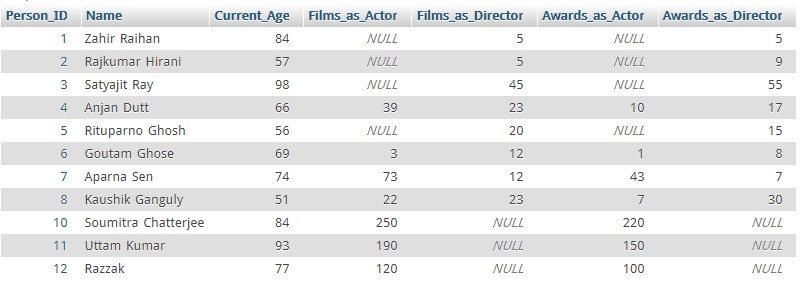 Person_ID Name Current_Age Films_as_Actor Films_as_Director Awards_as_Actor Awards_as_Director
1 Zahir Raihan 84 NULL 5 NULL 5
2 Rajkumar Hirani 57 NULL 5 NULL 9
3 Satyajit Ray 98 NULL 45 NULL 55
4 Anjan Dutt 66 39 23 10 17
5 Rituparno Ghosh 56 NULL 20 NULL 15
6 Goutam Ghose 69 3 12 1 8
7 Aparna Sen 74 73 12 43 7
8 Kaushik Ganguly 51 22 23 7 30
10 Soumitra Chatterjee 84 250 NULL 220 NULL
11 Uttam Kumar 93 190 NULL 150 NULL
12 Razzak 77 120 NULL 100 NULL